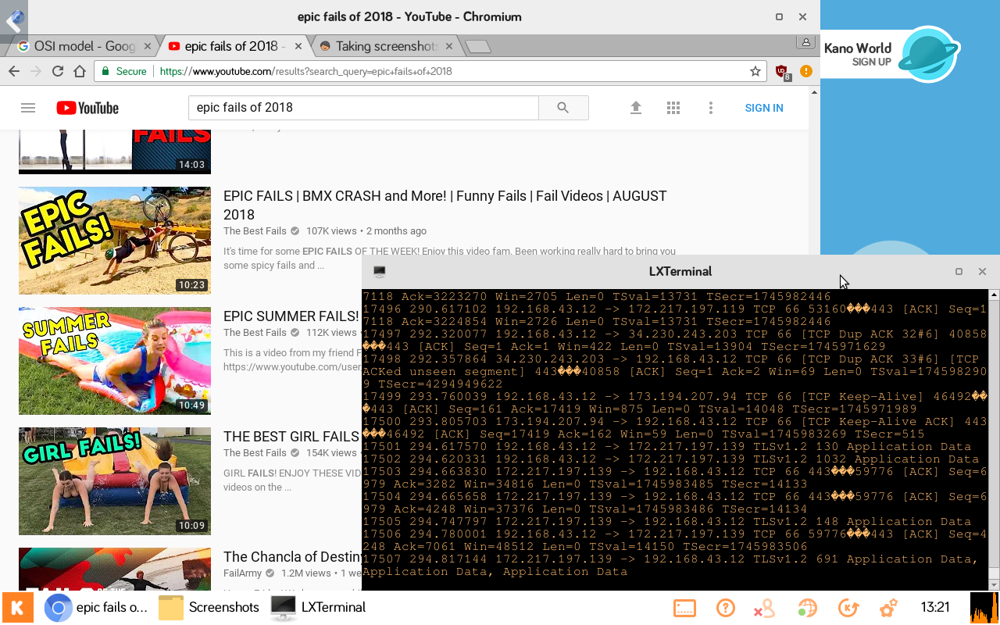 epic fails of 2018 - YouTube - Chromium
OSI model - Goog
epic fails of 2018 -
Taking screenshots
Secure
https://www.youtube.com/results?search_query=epic+fails+of+2018
8
Kano World
SIGN UP
YouTube
epic fails of 2018
SIGN IN
FAILS
14:03
EPIC
FAILS!
10:23
EPIC FAILS | BMX CRASH and More! | Funny Fails | Fail Videos | AUGUST
2018
The Best Fails 107K views • 2 months ago
It's time for some EPIC FAILS OF THE WEEK! Enjoy this video fam. Been working really hard to bring you
some spicy fails and ...
SUMMER
FAILS
10:49
EPIC SUMMER FAILS!
The Best Fails 112K views
This is a video from my friend F
https://www.youtube.com/user
GIRL FAILS!
10:09
THE BEST GIRL FAILS
The Best Fails 154K views
GIRL FAILS! ENJOY THESE VID
videos on the ...
The Chancla of Destiny
FailArmy 1.2M views • 1 we
LXTerminal
7118 Ack=3223270 Win=2705 Len=0 TSval=13731 TSecr=1745982446
17496 290.617102 192.168.43.12 -> 172.217.197.119 TCP 66 53160���443 [ACK] Seq=1
7118 Ack=3224854 Win=2726 Len=0 TSval=13731 TSecr=1745982446
17497 292.320077 192.168.43.12 -> 34.230.243.203 TCP 66 [TCP Dup ACK 32#6] 40858
���443 [ACK] Seq=1 Ack=1 Win=422 Len=0 TSval=13904 TSecr=1745971629
17498 292.357864 34.230.243.203 -> 192.168.43.12 TCP 66 [TCP Dup ACK 33#6] [TCP
ACKed unseen segment] 443���40858 [ACK] Seq=1 Ack=2 Win=69 Len=0 TSval=174598290
9 TSecr=4294949622
17499 293.760039 192.168.43.12 -> 173.194.207.94 TCP 66 [TCP Keep-Alive] 46492��
�443 [ACK] Seq=161 Ack=17419 Win=875 Len=0 TSval=14048 TSecr=1745971989
17500 293.805703 173.194.207.94 -> 192.168.43.12 TCP 66 [TCP Keep-Alive ACK] 443
���46492 [ACK] Seq=17419 Ack=162 Win=59 Len=0 TSval=1745983269 TSecr=515
17501 294.617570 192.168.43.12 -> 172.217.197.139 TLSv1.2 130 Application Data
17502 294.620331 192.168.43.12 -> 172.217.197.139 TLSv1.2 1032 Application Data
17503 294.663830 172.217.197.139 -> 192.168.43.12 TCP 66 443���59776 [ACK] Seq=6
979 Ack=3282 Win=34816 Len=0 TSval=1745983485 TSecr=14133
17504 294.665658 172.217.197.139 -> 192.168.43.12 TCP 66 443���59776 [ACK] Seq=6
979 Ack=4248 Win=37376 Len=0 TSval=1745983486 TSecr=14134
17505 294.747797 172.217.197.139 -> 192.168.43.12 TLSv1.2 148 Application Data
17506 294.780001 192.168.43.12 -> 172.217.197.139 TCP 66 59776���443 [ACK] Seq=4
248 Ack=7061 Win=48512 Len=0 TSval=14150 TSecr=1745983506
17507 294.817144 172.217.197.139 -> 192.168.43.12 TLSv1.2 691 Application Data,
Application Data, Application Data
epic fails o...
Screenshots
LXTerminal
13:21